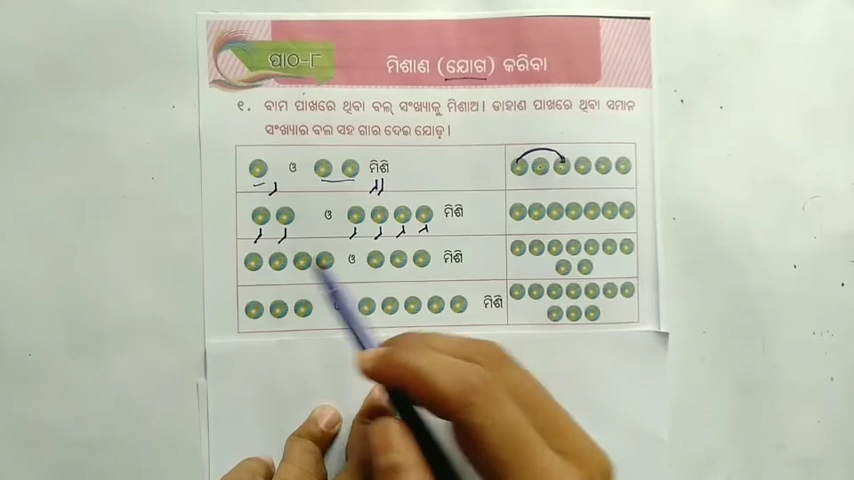 ପାଠ-୮
ମିଶାଣ (ଯୋଗ) କରିବା
୧. ବାମ ପାଖରେ ଥିବା ବଲ୍ ସଂଖ୍ୟାକୁ ମିଶାଅ। ଡାହାଣ ପାଖରେ ଥିବା ସମାନ
ସଂଖ୍ୟାର ବଲ ସହ ଗାର ଦେଇ ଯୋଡ଼।
ଓ ମିଶି
ଓ ମିଶି
ଓ ମିଶି
ମିଶି